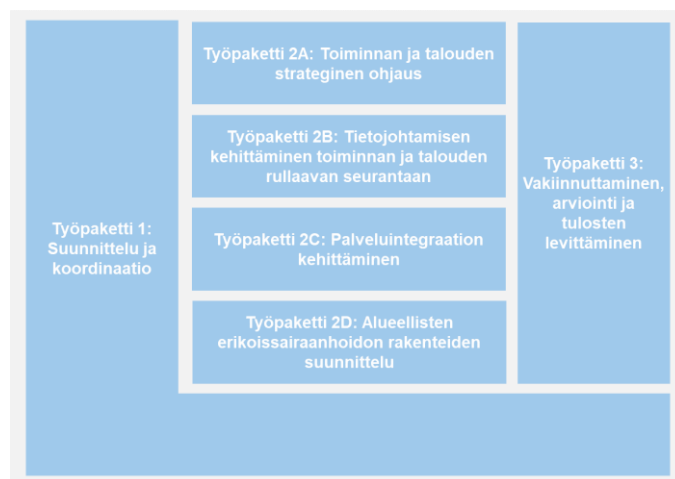 Työpaketti 1:
Suunnittelu ja
koordinaatio
Työpaketti 2A: Toiminnan ja talouden
strateginen ohjaus
Työpaketti 2B: Tietojohtamisen
kehittäminen toiminnan ja talouden
rullaavan seurantaan
Työpaketti 2C: Palveluintegraation
kehittäminen
Työpaketti 2D: Alueellisten
erikoissairaanhoidon rakenteiden
suunnittelu
Työpaketti 3:
Vakiinnuttaminen,
arviointi ja
tulosten
levittäminen